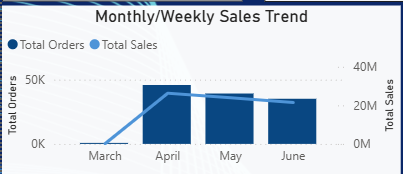 Monthly/Weekly Sales Trend
Total Orders Total Sales
Total Orders
50K
0K
March April May June
40M
20M
0M
Total Sales